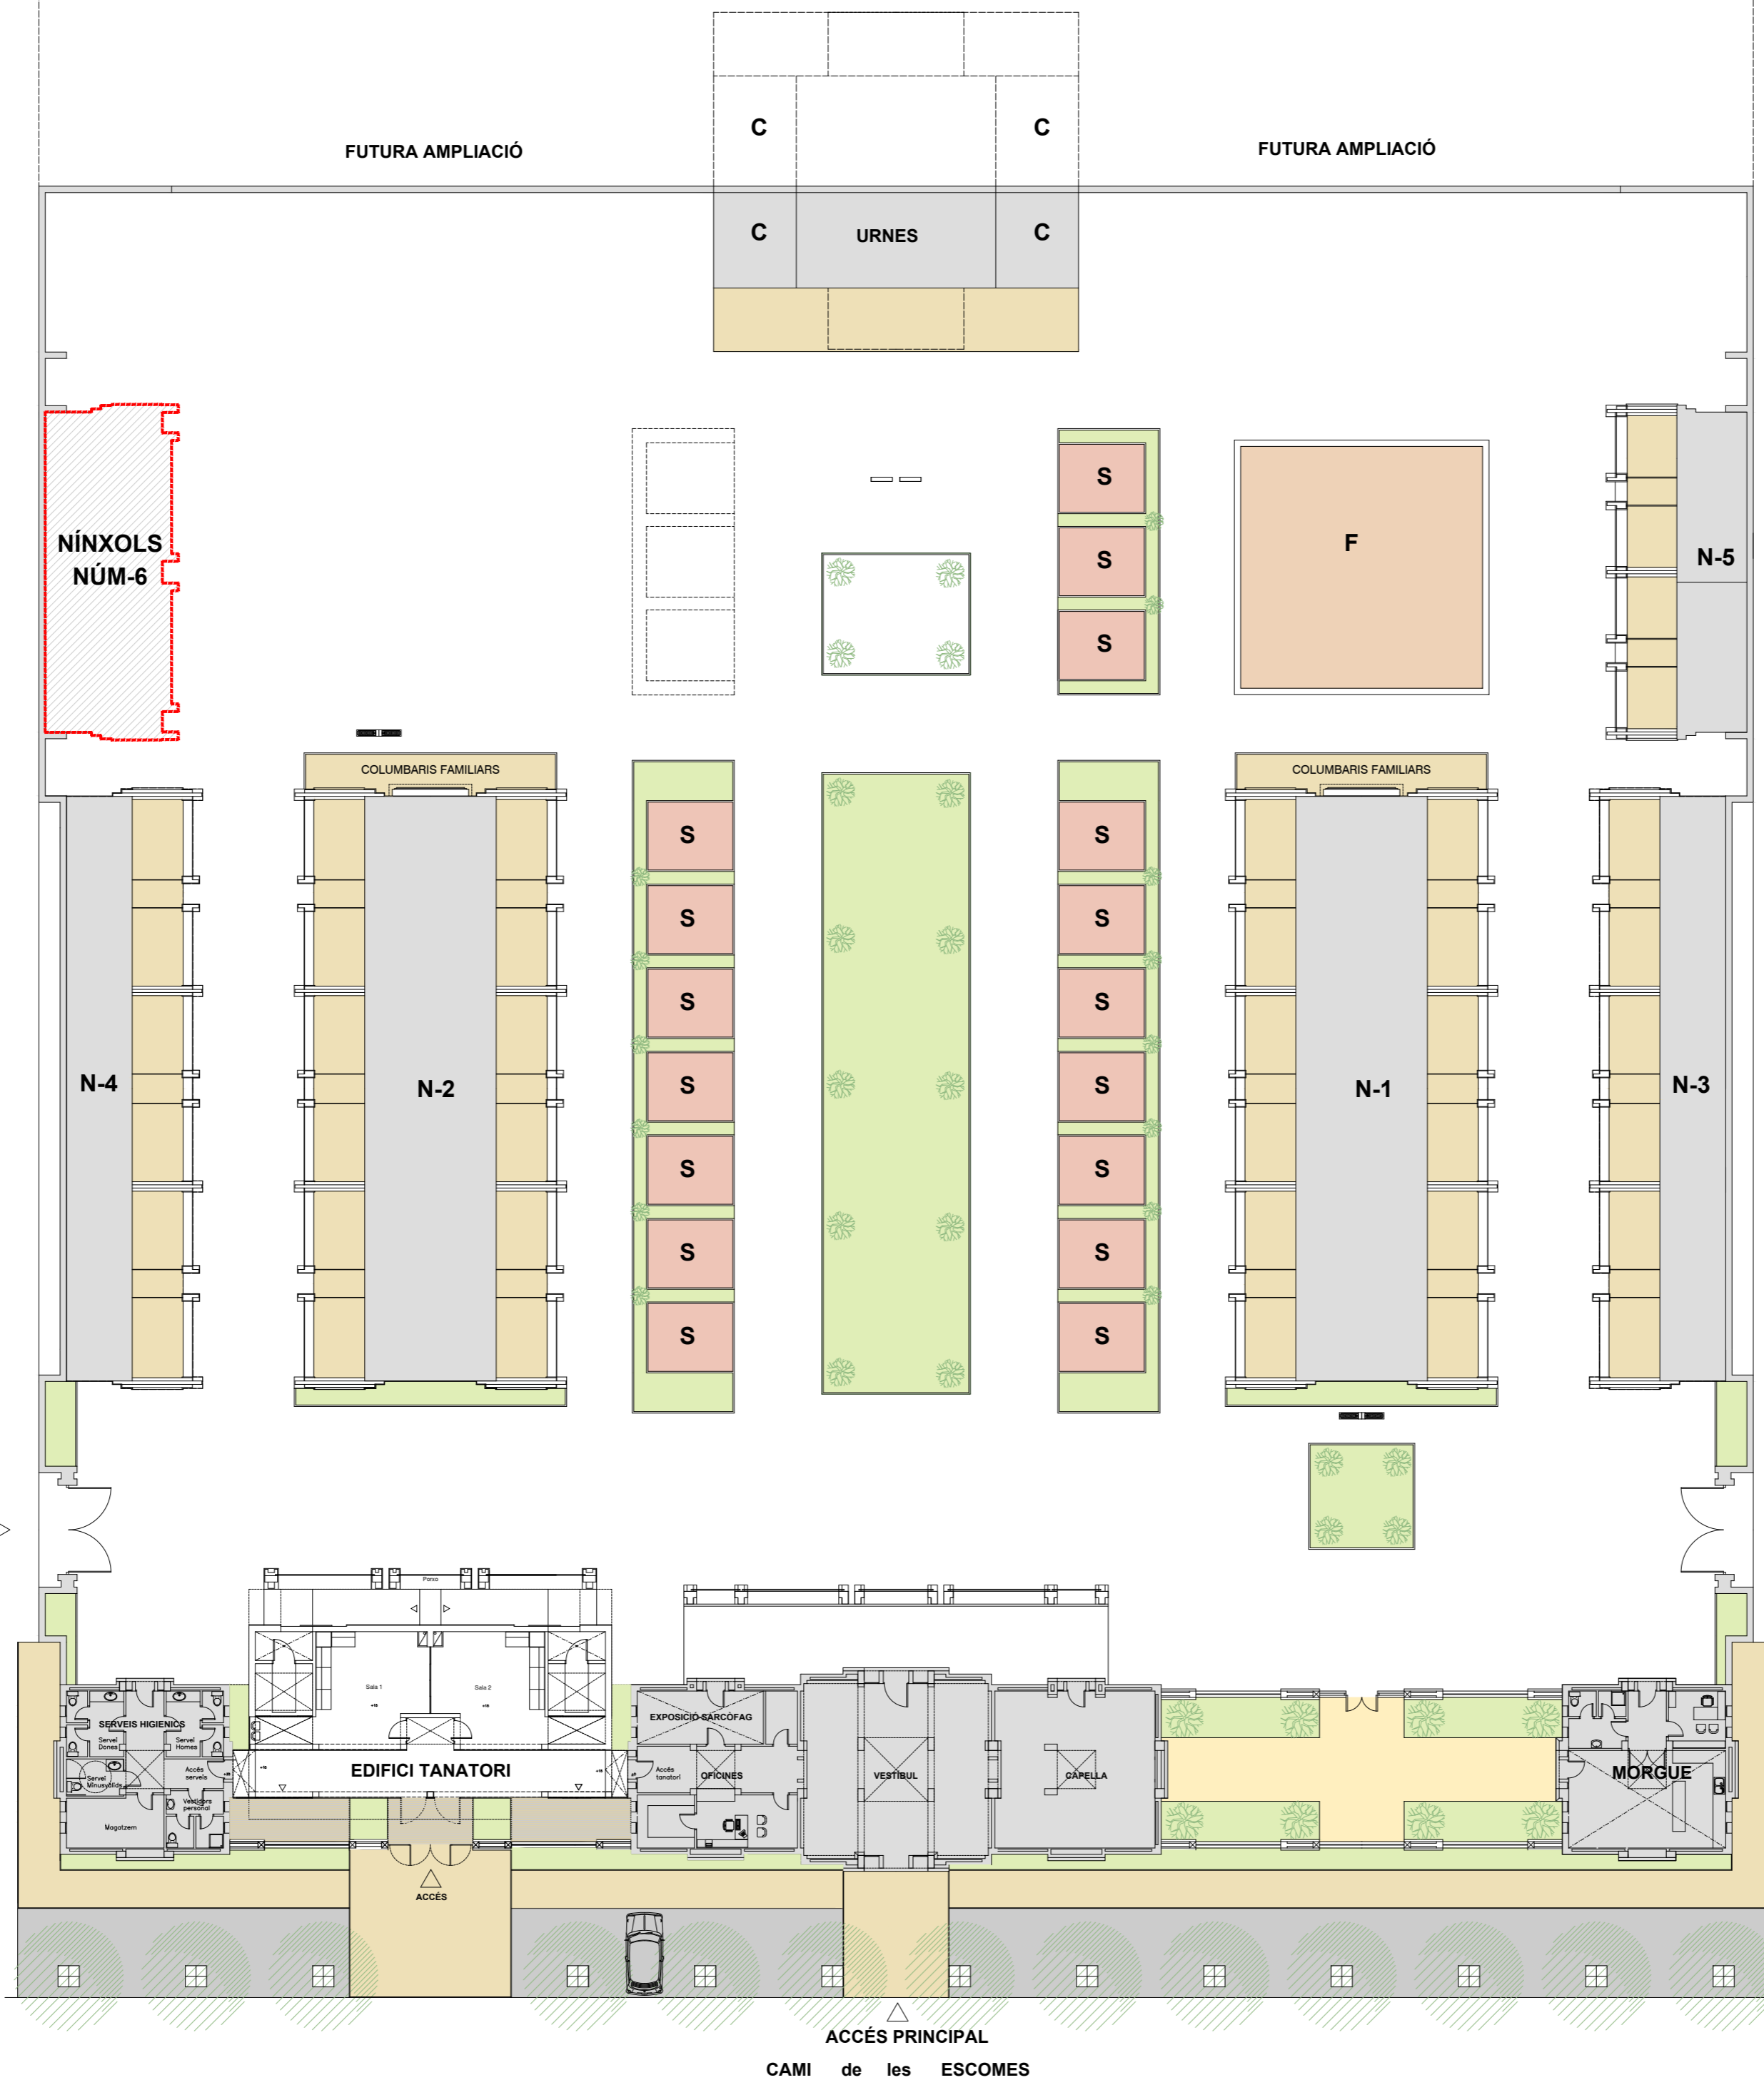 C
C
FUTURA AMPLIACIÓ
FUTURA AMPLIACIÓ
C
URNES
C
S
S
S
F
NÍNXOLS
NÚM-6
N-5
COLUMBARIS FAMILIARS
COLUMBARIS FAMILIARS
S
S
S
S
S
S
S
S
S
S
S
S
S
S
N-4
N-2
N-1
N-3
Porxo
Sala 1
Sala 2
SERVEIS HIGIENICS
Servei
Dones
Servei
Homes
Servei
Minusvàlids
Accés
serveis
Vestidors
personal
Magatzem
EDIFICI TANATORI
EXPOSICIÓ SARCÒFAG
Accés
tanatori
OFICINES
VESTÍBUL
CAPELLA
MORGUE
ACCÉS
ACCÉS PRINCIPAL
CAMI de les ESCOMES